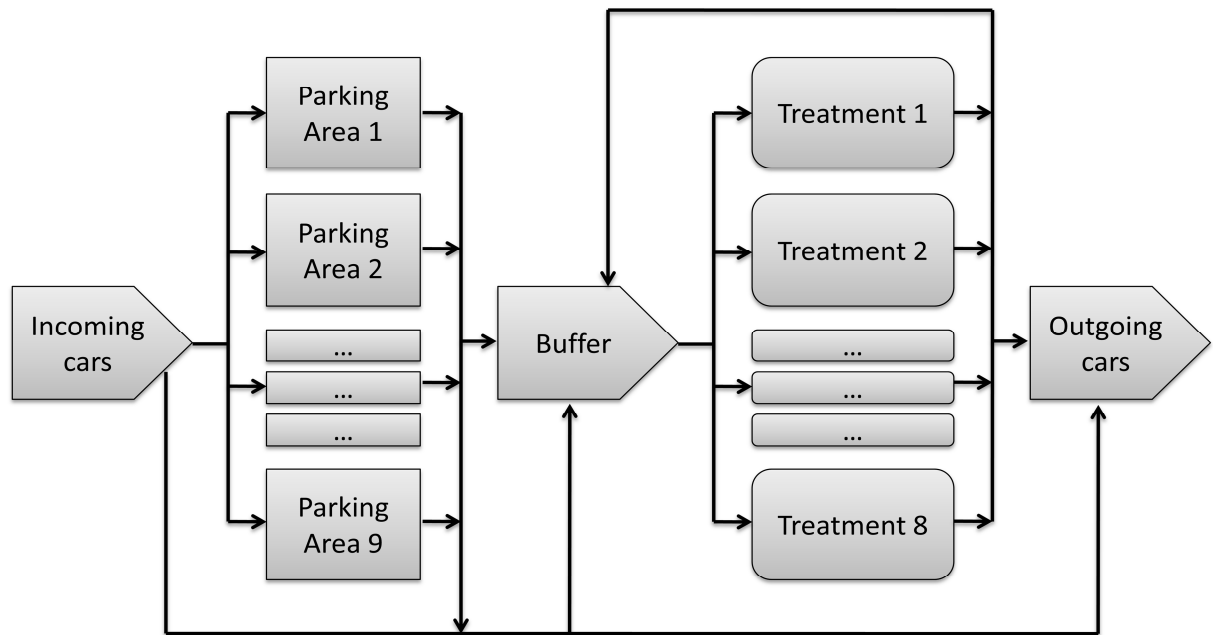 Incoming
cars
Parking
Area 1
Parking
Area 2
...
...
...
Parking
Area 9
Buffer
Treatment 1
Treatment 2
...
...
...
Treatment 8
Outgoing
cars